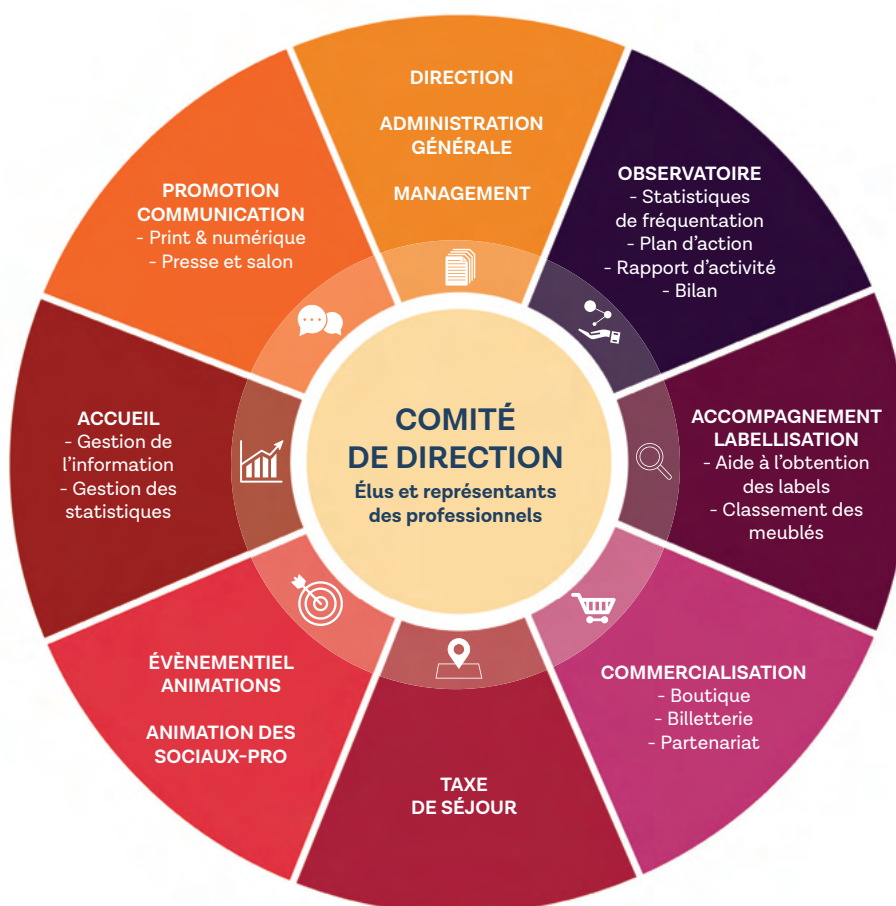 DIRECTION
ADMINISTRATION
GÉNÉRALE
MANAGEMENT
OBSERVATOIRE
- Statistiques
de fréquentation
- Plan d'action
- Rapport d'activité
- Bilan
ACCOMPAGNEMENT
LABELLISATION
- Aide à l'obtention
des labels
- Classement des
meublés
COMMERCIALISATION
- Boutique
- Billetterie
- Partenariat
TAXE
DE SÉJOUR
ÉVÈNEMENTIEL
ANIMATIONS
ANIMATION DES
SOCIAUX-PRO
ACCUEIL
- Gestion de
l'information
- Gestion des
statistiques
PROMOTION
COMMUNICATION
- Print & numérique
- Presse et salon
COMITÉ
DE DIRECTION
Élus et représentants
des professionnels